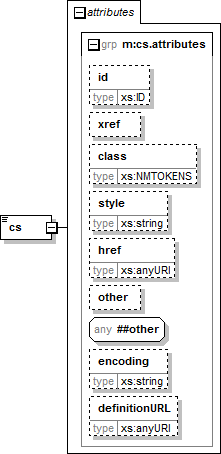 attributes
grp m:cs.attributes
id
type xs:ID
xref
class
type xs:NMTOKENS
style
type xs:string
cs
href
type xs:anyURI
other
any ##other
encoding
type xs:string
definitionURL
type xs:anyURI